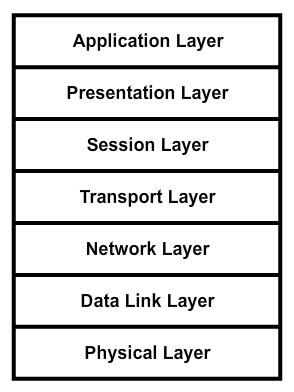 Application Layer
Presentation Layer
Session Layer
Transport Layer
Network Layer
Data Link Layer
Physical Layer